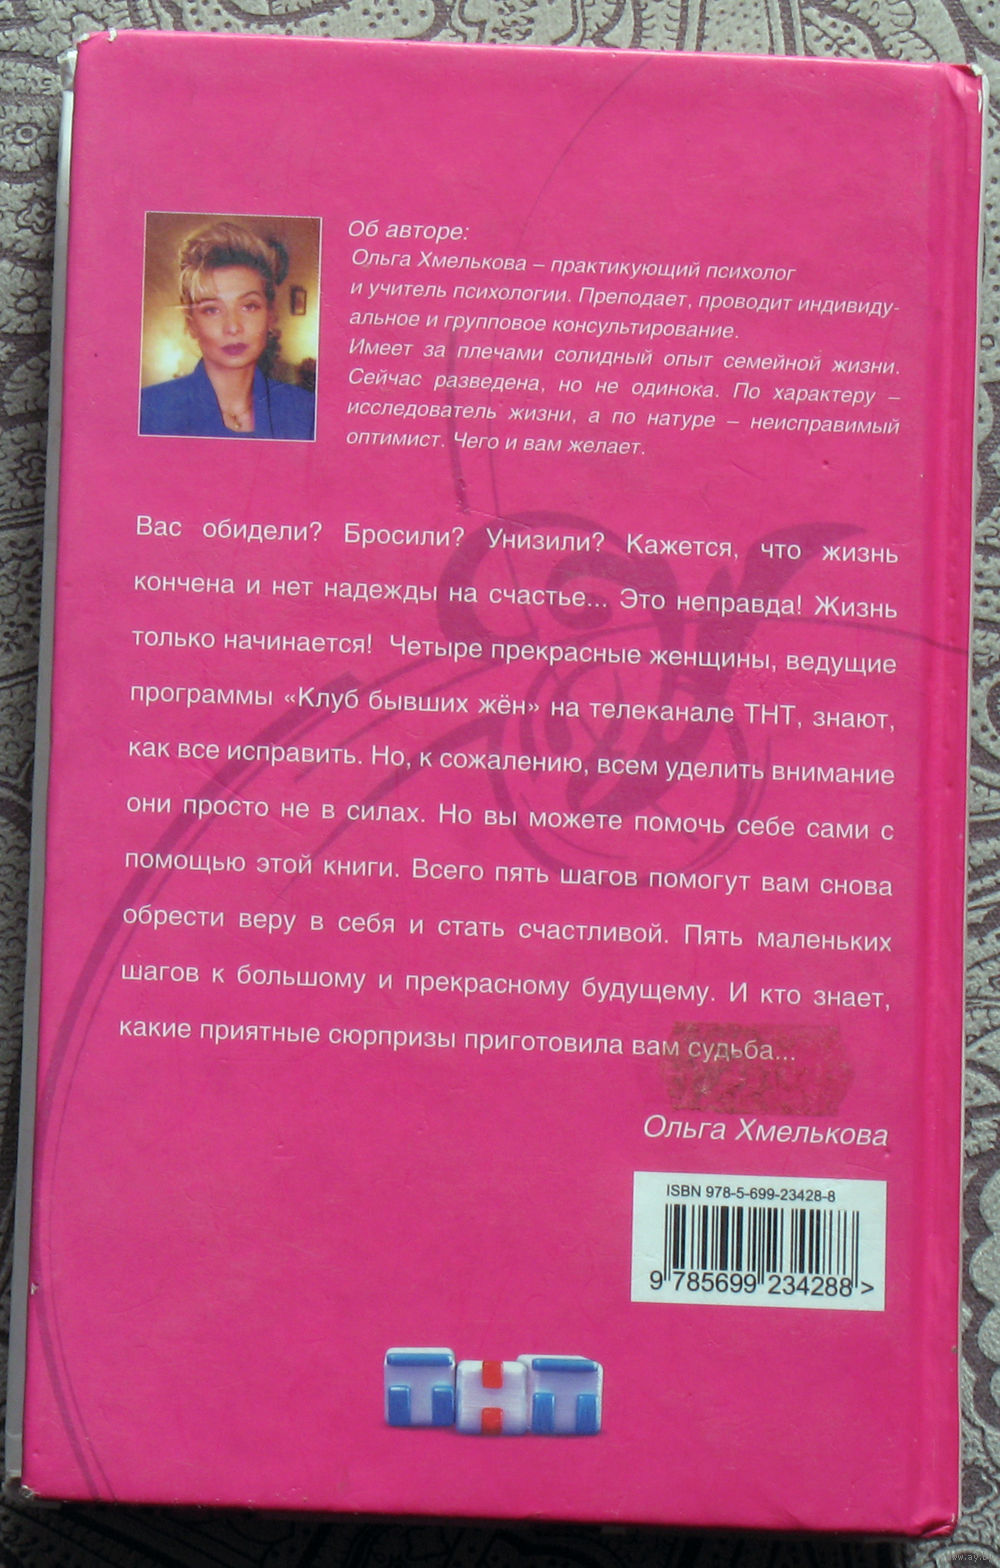 Об авторе:
Ольга Хмелькова – практикующий психолог
и учитель психологии. Преподает, проводит индивиду-
альное и групповое консультирование.
Имеет за плечами солидный опыт семейной жизни.
Сейчас разведена, но не одинока. По характеру –
исследователь жизни, а по натуре – неисправимый
оптимист. Чего и вам желает.
Вас обидели? Бросили? Унизили? Кажется, что жизнь
кончена и нет надежды на счастье... Это неправда! Жизнь
только начинается! Четыре прекрасные женщины, ведущие
программы «Клуб бывших жён» на телеканале ТНТ, знают,
как все исправить. Но, к сожалению, всем уделить внимание
они просто не в силах. Но вы можете помочь себе сами с
помощью этой книги. Всего пять шагов помогут вам снова
обрести веру в себя и стать счастливой. Пять маленьких
шагов к большому и прекрасному будущему. И кто знает,
какие приятные сюрпризы приготовила вам судьба...
Ольга Хмелькова
ISBN 978-5-699-23428-8
9 785699 234288 >
ТНТ